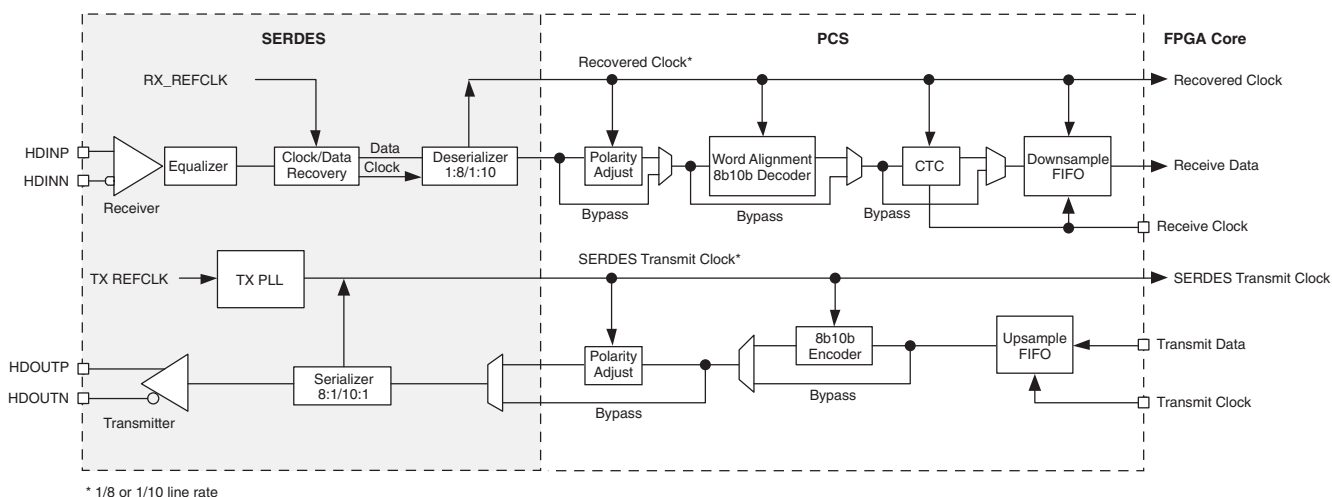 SERDES
PCS
FPGA Core
RX_REFCLK
Recovered Clock*
Recovered Clock
HDINP
HDINN
Receiver
Equalizer
Clock/Data
Recovery
Data
Clock
Deserializer
1:8/1:10
Polarity
Adjust
Bypass
Word Alignment
8b10b Decoder
Bypass
CTC
Bypass
Downsample
FIFO
Receive Data
Receive Clock
TX REFCLK
TX PLL
SERDES Transmit Clock*
SERDES Transmit Clock
HDOUTP
HDOUTN
Transmitter
Serializer
8:1/10:1
Polarity
Adjust
Bypass
8b10b
Encoder
Bypass
Upsample
FIFO
Transmit Data
Transmit Clock
* 1/8 or 1/10 line rate